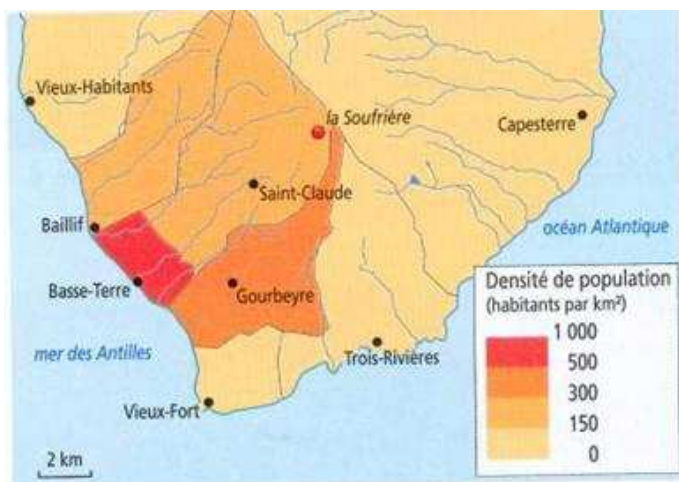 Vieux-Habitants
la Soufrière
Capesterre
Saint-Claude
Baillif
océan Atlantique
Basse-Terre
Gourbeyre
mer des Antilles
Trois-Rivières
Vieux-Fort
2 km
Densité de population
(habitants par km²)
1 000
500
300
150
0